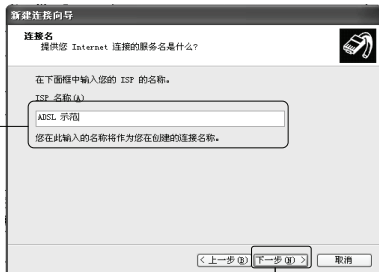 新建连接向导
连接名
提供您 Internet 连接的服务名是什么?
在下面框中输入您的 ISP 的名称。
ISP 名称(A)
ADSL 示范
您在此输入的名称将作为您在创建的连接名称。
< 上一步(B) 下一步(N) > 取消